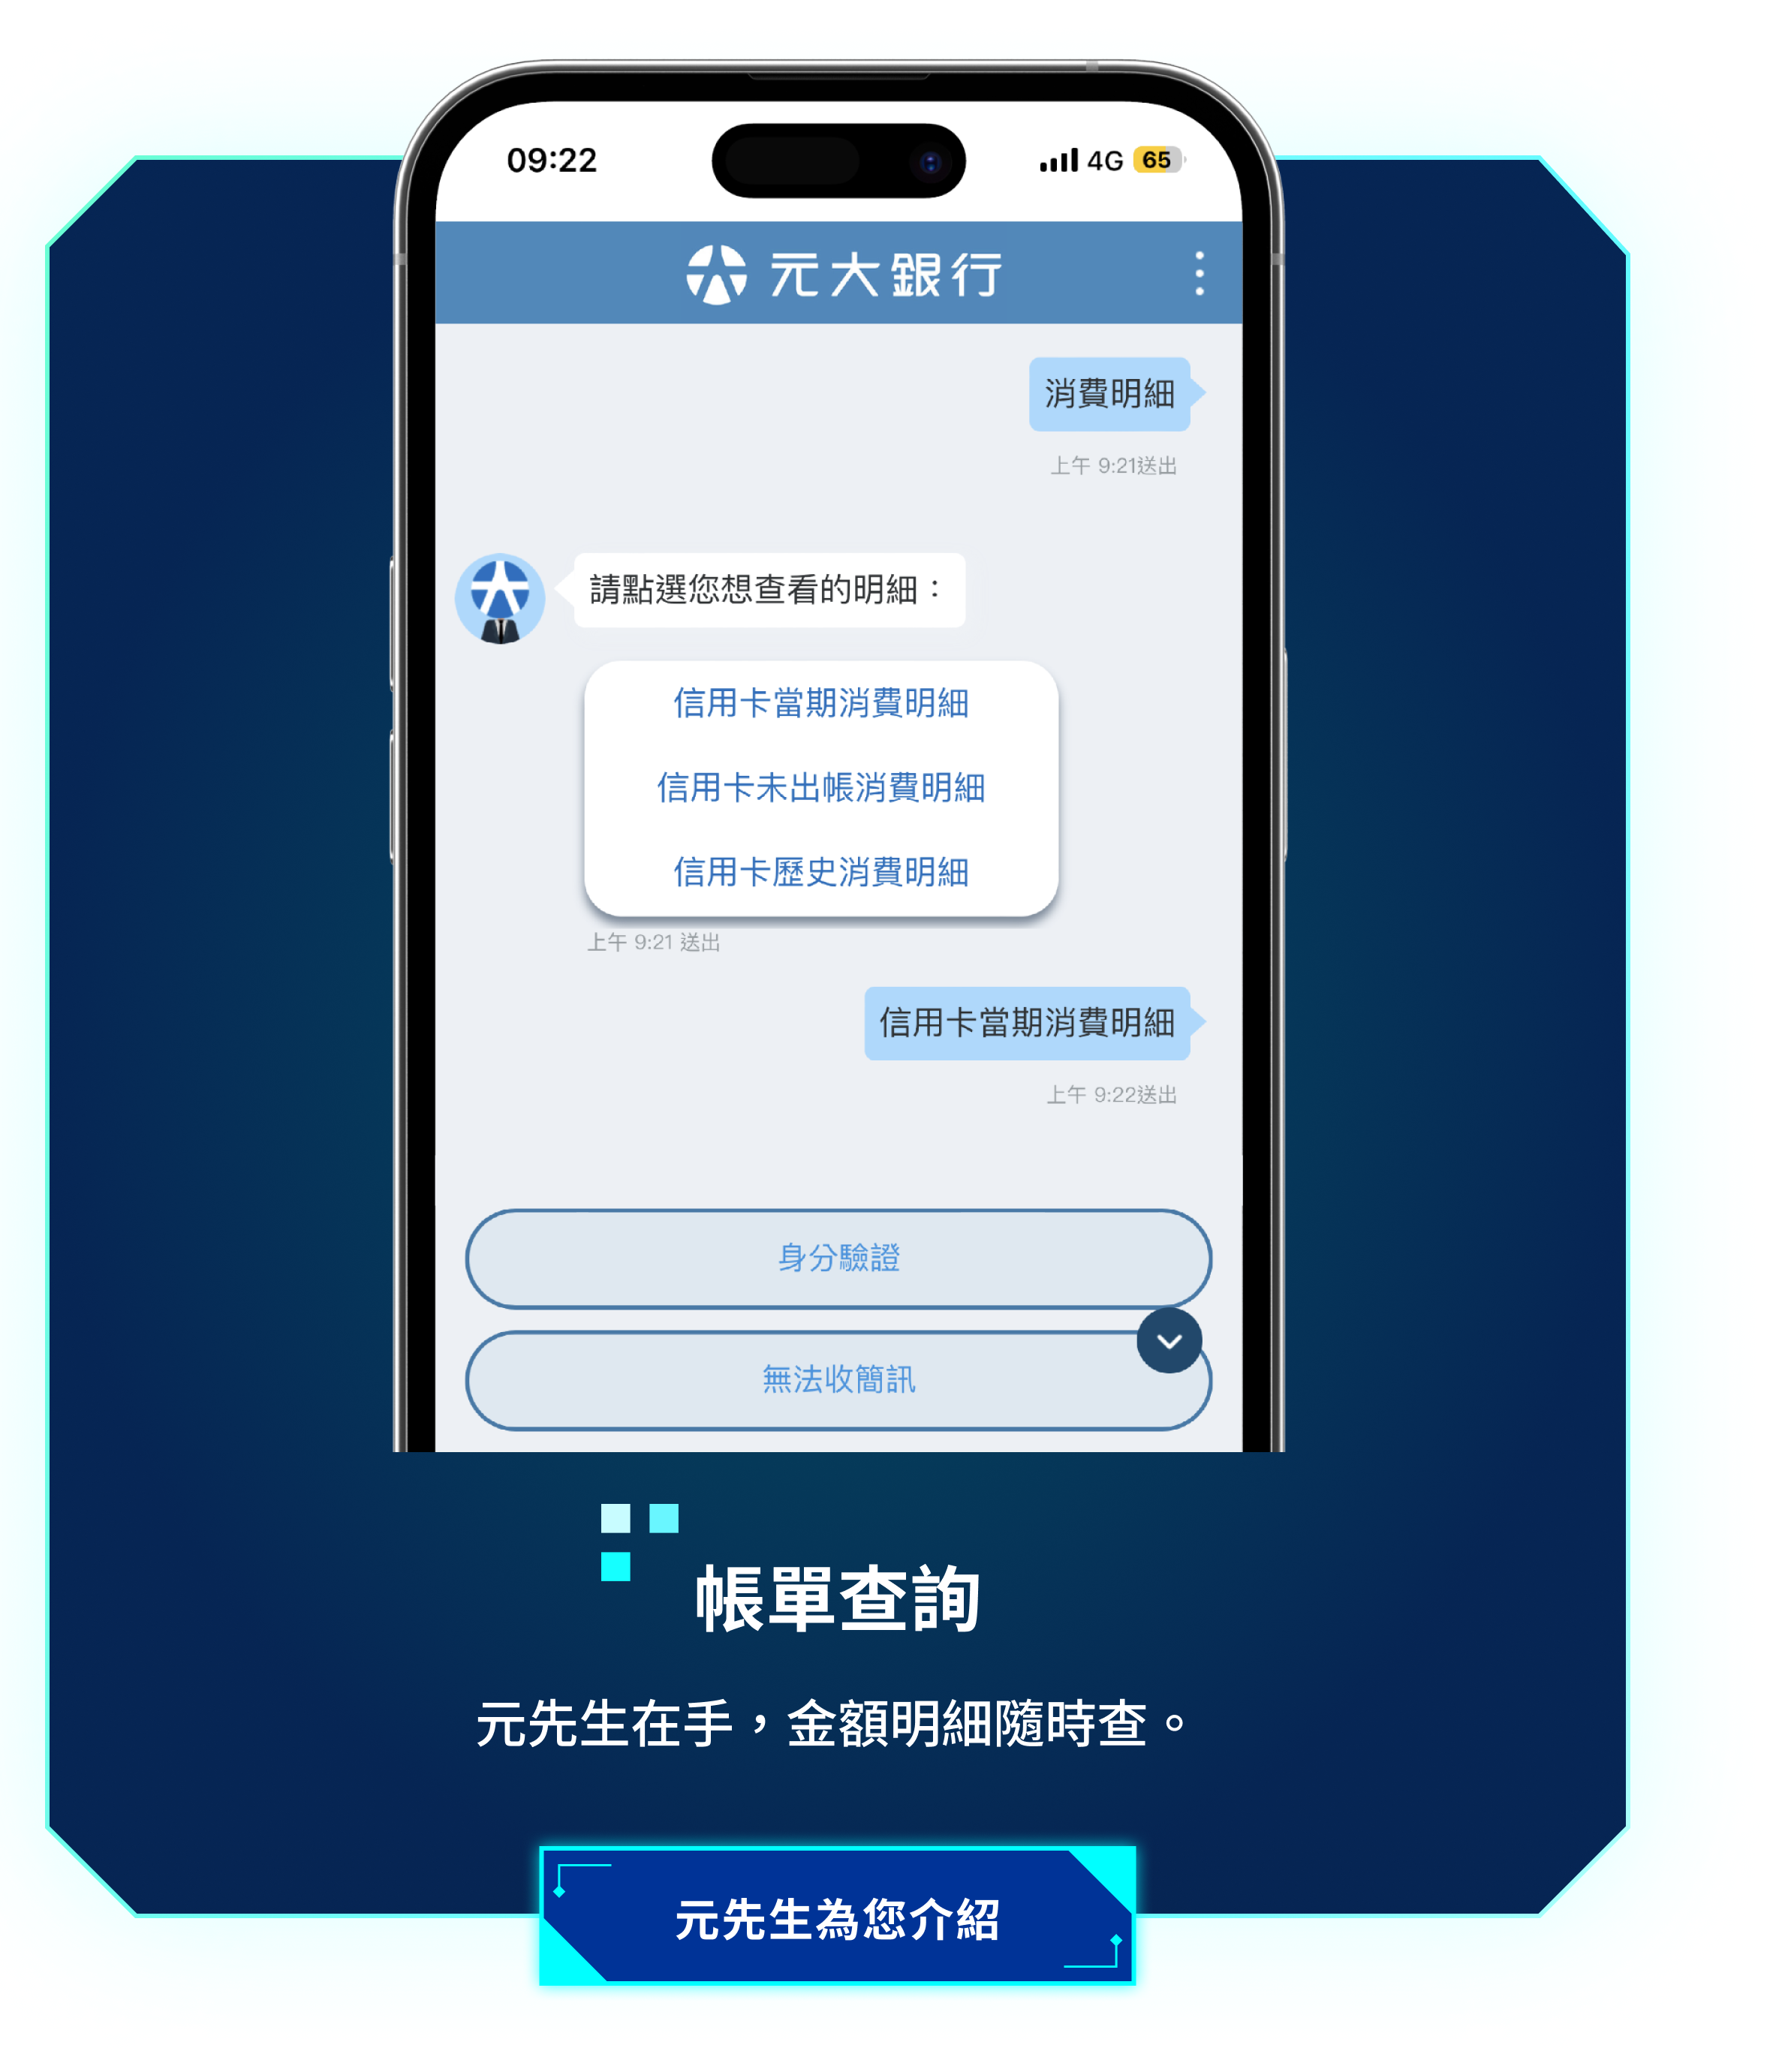 09:22
4G 65
元大銀行
消費明細
上午 9:21送出
請點選您想查看的明細：
信用卡當期消費明細
信用卡未出帳消費明細
信用卡歷史消費明細
上午 9:21 送出
信用卡當期消費明細
上午 9:22送出
身分驗證
無法收簡訊
帳單查詢
元先生在手，金額明細隨時查。
元先生為您介紹